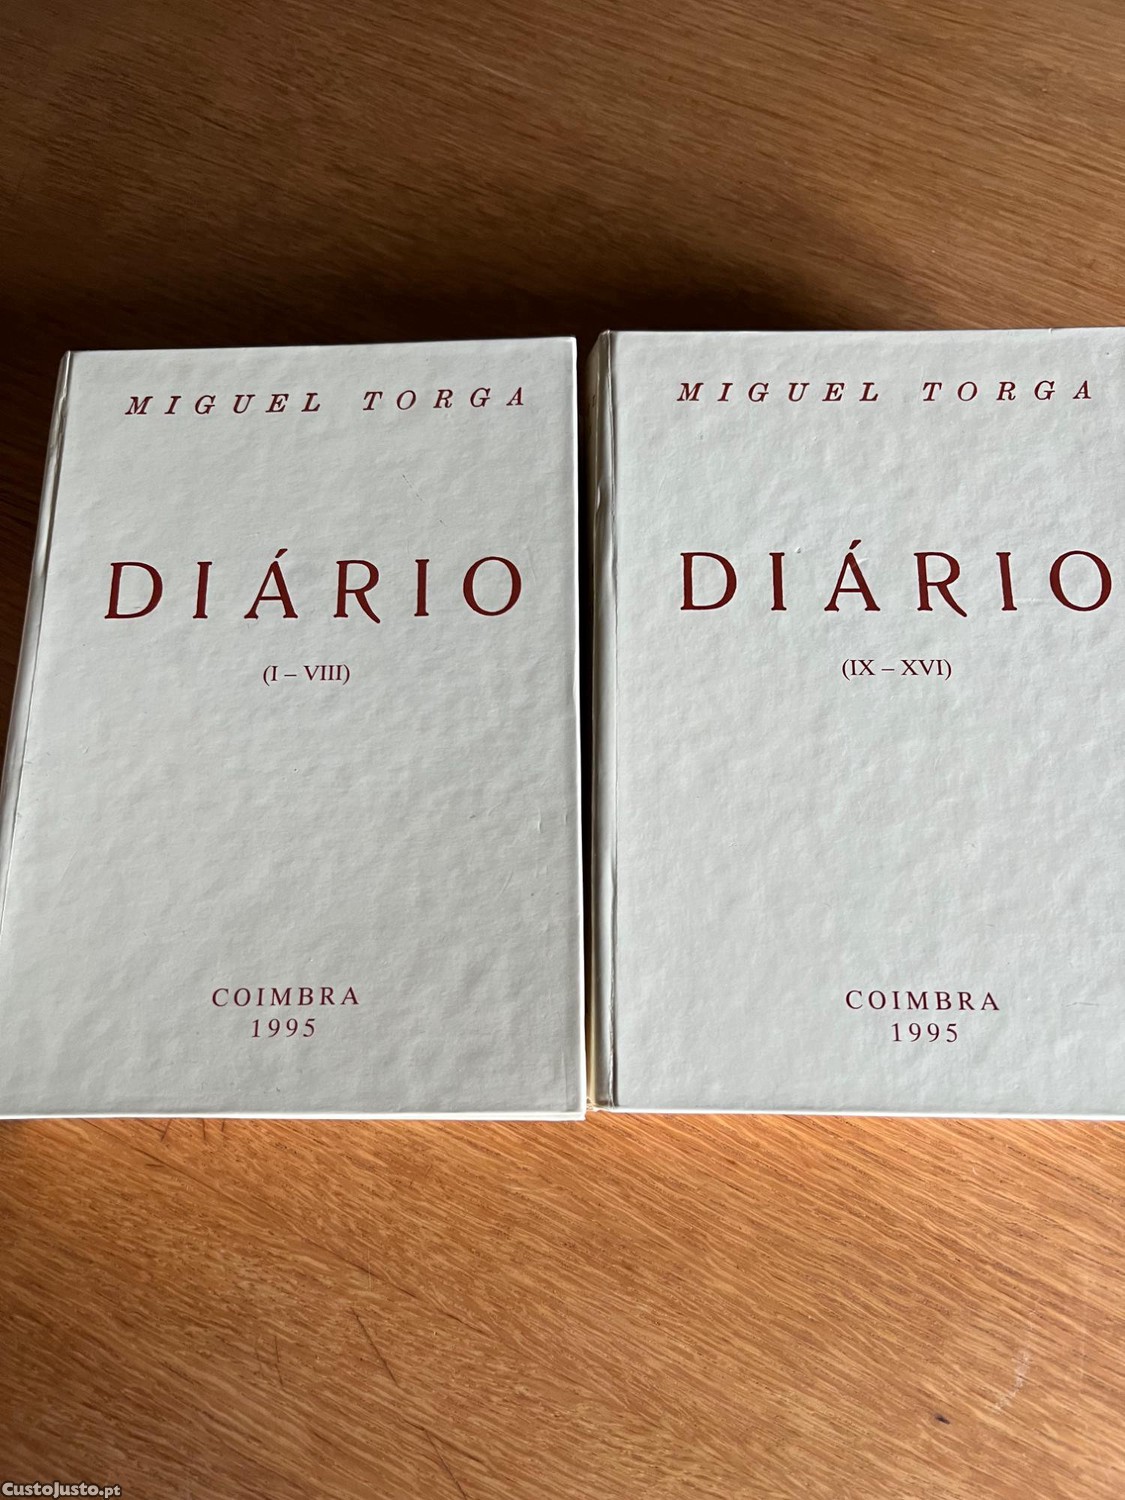 MIGUEL TORGA
DIÁRIO
(I – VIII)
COIMBRA
1995
MIGUEL TORGA
DIÁRIO
(IX – XVI)
COIMBRA
1995
CustoJusto.pt